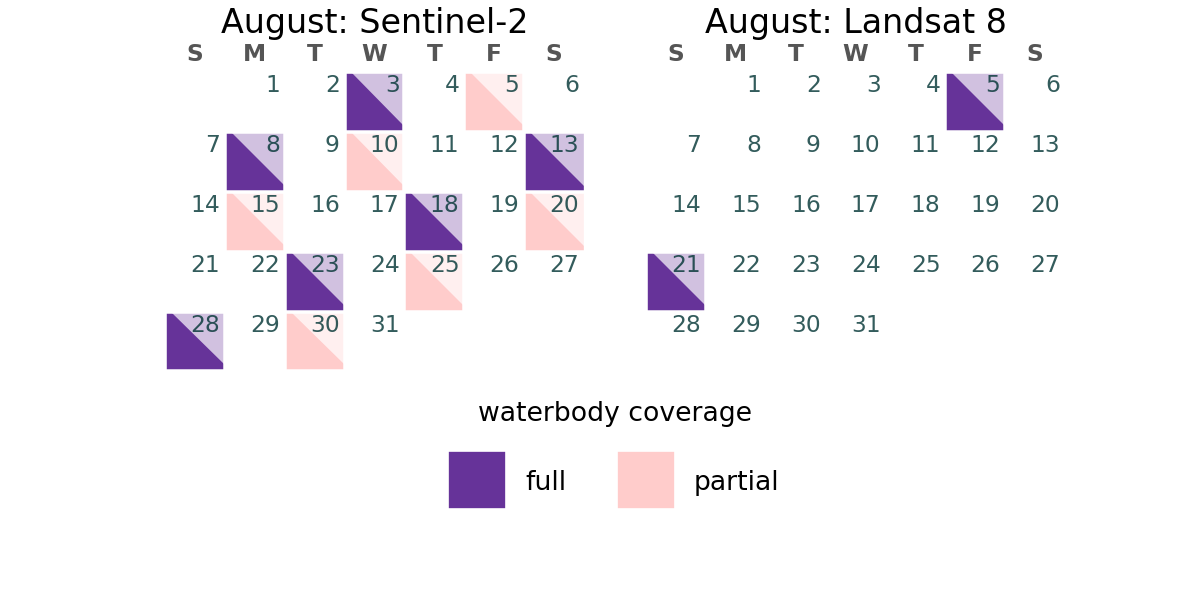 August: Sentinel-2
S M T W T F S
1 2 3 4 5 6
7 8 9 10 11 12 13
14 15 16 17 18 19 20
21 22 23 24 25 26 27
28 29 30 31
August: Landsat 8
S M T W T F S
1 2 3 4 5 6
7 8 9 10 11 12 13
14 15 16 17 18 19 20
21 22 23 24 25 26 27
28 29 30 31
waterbody coverage
full
partial